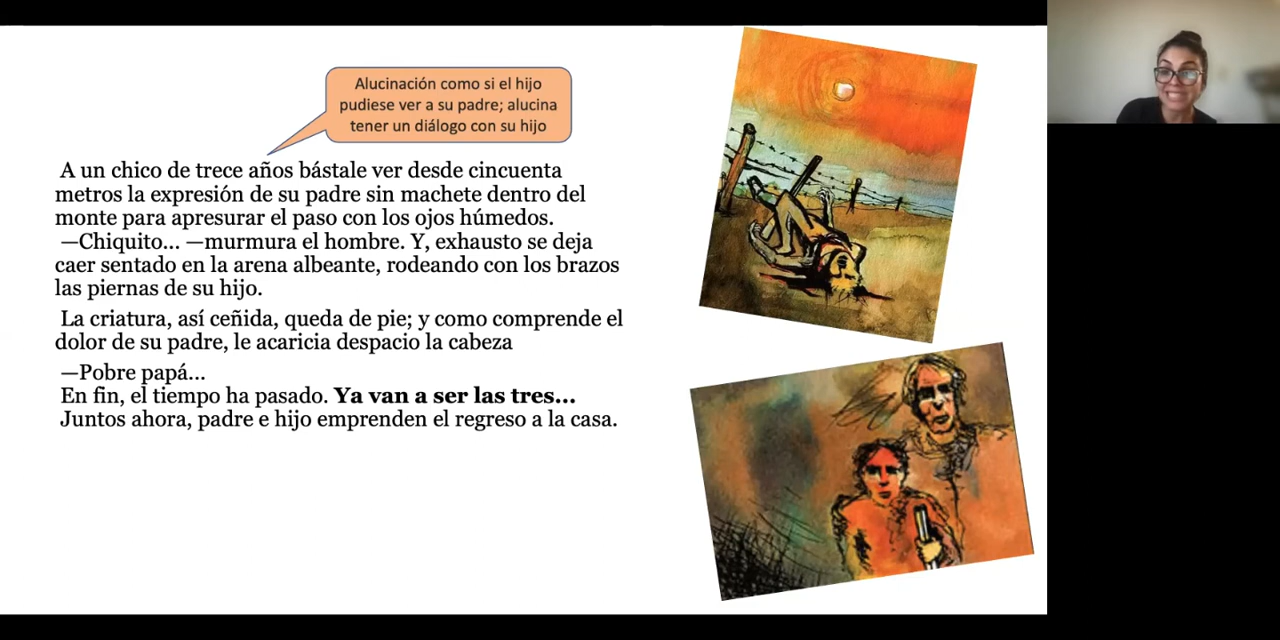 Alucinación como si el hijo
pudiese ver a su padre; alucina
tener un diálogo con su hijo
A un chico de trece años bástale ver desde cincuenta
metros la expresión de su padre sin machete dentro del
monte para apresurar el paso con los ojos húmedos.
—Chiquito... —murmura el hombre. Y, exhausto se deja
caer sentado en la arena albeante, rodeando con los brazos
las piernas de su hijo.
La criatura, así ceñida, queda de pie; y como comprende el
dolor de su padre, le acaricia despacio la cabeza
—Pobre papá...
En fin, el tiempo ha pasado. Ya van a ser las tres...
Juntos ahora, padre e hijo emprenden el regreso a la casa.